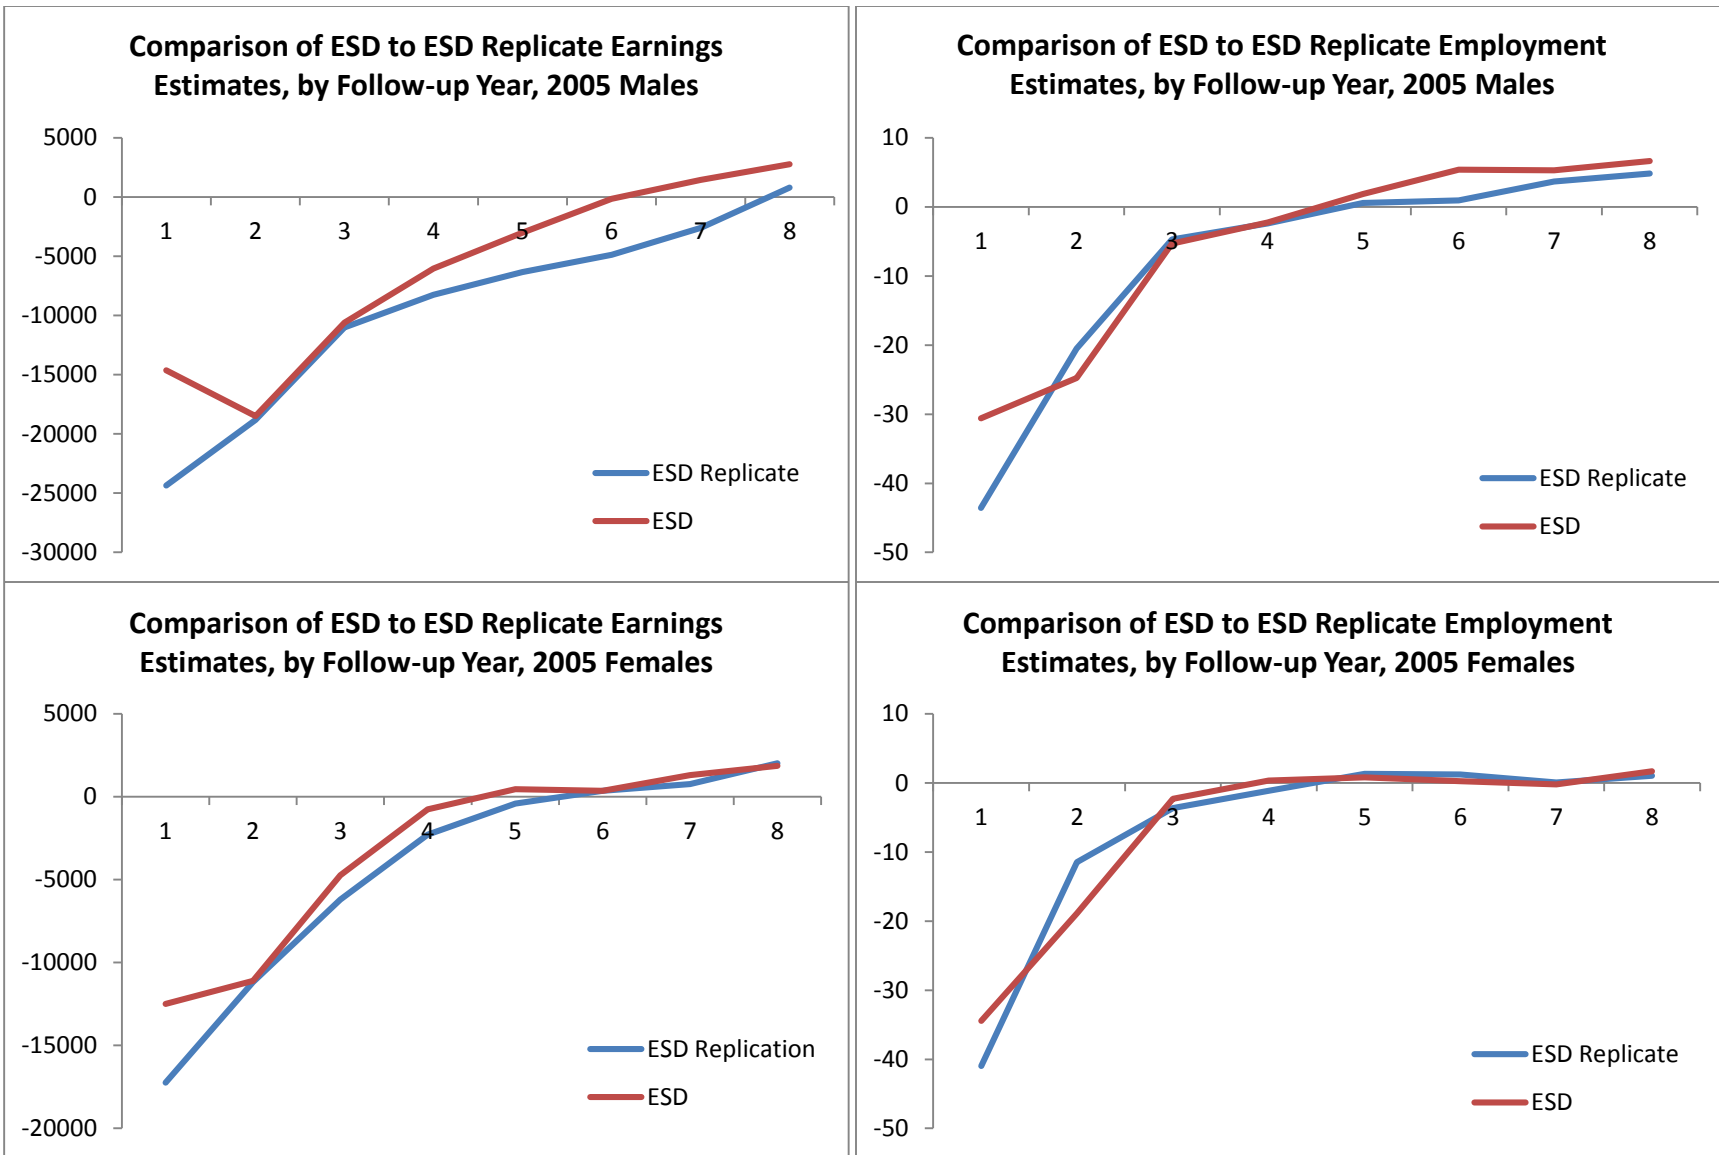 Comparison of ESD to ESD Replicate Earnings
Estimates, by Follow-up Year, 2005 Males
5000
0
-5000
-10000
-15000
-20000
-25000
-30000
1 2 3 4 5 6 7 8
ESD Replicate
ESD
Comparison of ESD to ESD Replicate Employment
Estimates, by Follow-up Year, 2005 Males
10
0
-10
-20
-30
-40
-50
1 2 3 4 5 6 7 8
ESD Replicate
ESD
Comparison of ESD to ESD Replicate Earnings
Estimates, by Follow-up Year, 2005 Females
5000
0
-5000
-10000
-15000
-20000
1 2 3 4 5 6 7 8
ESD Replication
ESD
Comparison of ESD to ESD Replicate Employment
Estimates, by Follow-up Year, 2005 Females
10
0
-10
-20
-30
-40
-50
1 2 3 4 5 6 7 8
ESD Replicate
ESD